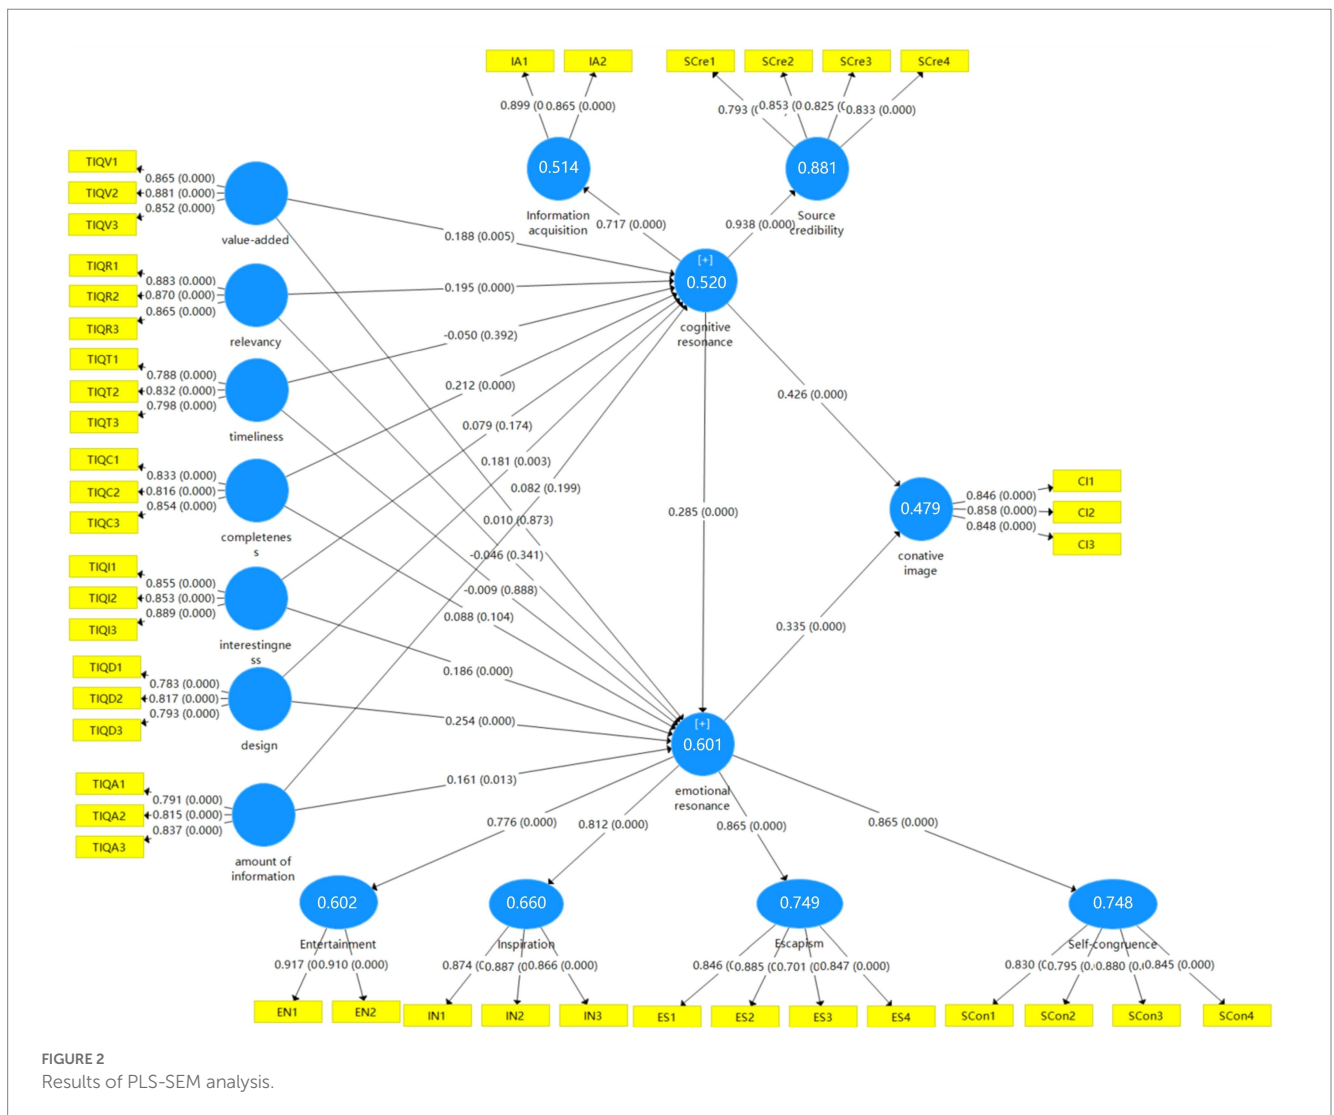 IA1 IA2 SCre1 SCre2 SCre3 SCre4
0.899 (0 0.865 (0.000) 0.793 (0 0.853 (0 0.825 (0 0.833 (0.000)
0.514 0.881
Information
acquisition
Source
credibility
0.717 (0.000) 0.938 (0.000)
TIQV1
TIQV2
TIQV3
0.865 (0.000)
0.881 (0.000)
0.852 (0.000)
value-added
TIQR1
TIQR2
TIQR3
0.883 (0.000)
0.870 (0.000)
0.865 (0.000)
relevancy
TIQT1
TIQT2
TIQT3
0.788 (0.000)
0.832 (0.000)
0.798 (0.000)
timeliness
TIQC1
TIQC2
TIQC3
0.833 (0.000)
0.816 (0.000)
0.854 (0.000)
completenes
s
TIQI1
TIQI2
TIQI3
0.855 (0.000)
0.853 (0.000)
0.889 (0.000)
interestingne
ss
TIQD1
TIQD2
TIQD3
0.783 (0.000)
0.817 (0.000)
0.793 (0.000)
design
TIQA1
TIQA2
TIQA3
0.791 (0.000)
0.815 (0.000)
0.837 (0.000)
amount of
information
0.188 (0.005)
0.195 (0.000)
-0.050 (0.392)
0.212 (0.000)
0.079 (0.174)
0.181 (0.003)
0.082 (0.199)
0.010 (0.873)
-0.046 (0.341)
-0.009 (0.888)
0.088 (0.104)
0.186 (0.000)
0.254 (0.000)
0.161 (0.013)
[+]
0.520
cognitive
resonance
0.426 (0.000)
0.285 (0.000)
0.335 (0.000)
0.479
conative
image
0.846 (0.000)
0.858 (0.000)
0.848 (0.000)
CI1
CI2
CI3
[+]
0.601
emotional
resonance
0.776 (0.000) 0.812 (0.000) 0.865 (0.000) 0.865 (0.000)
0.602 0.660 0.749 0.748
Entertainment Inspiration Escapism Self-congruence
0.917 (0 0.910 (0.000) 0.874 (0 0.887 (0 0.866 (0.000) 0.846 (0 0.885 (0 0.701 (0 0.847 (0.000) 0.830 (0 0.795 (0 0.880 (0 0.845 (0.000)
EN1 EN2 IN1 IN2 IN3 ES1 ES2 ES3 ES4 SCon1 SCon2 SCon3 SCon4
FIGURE 2
Results of PLS-SEM analysis.